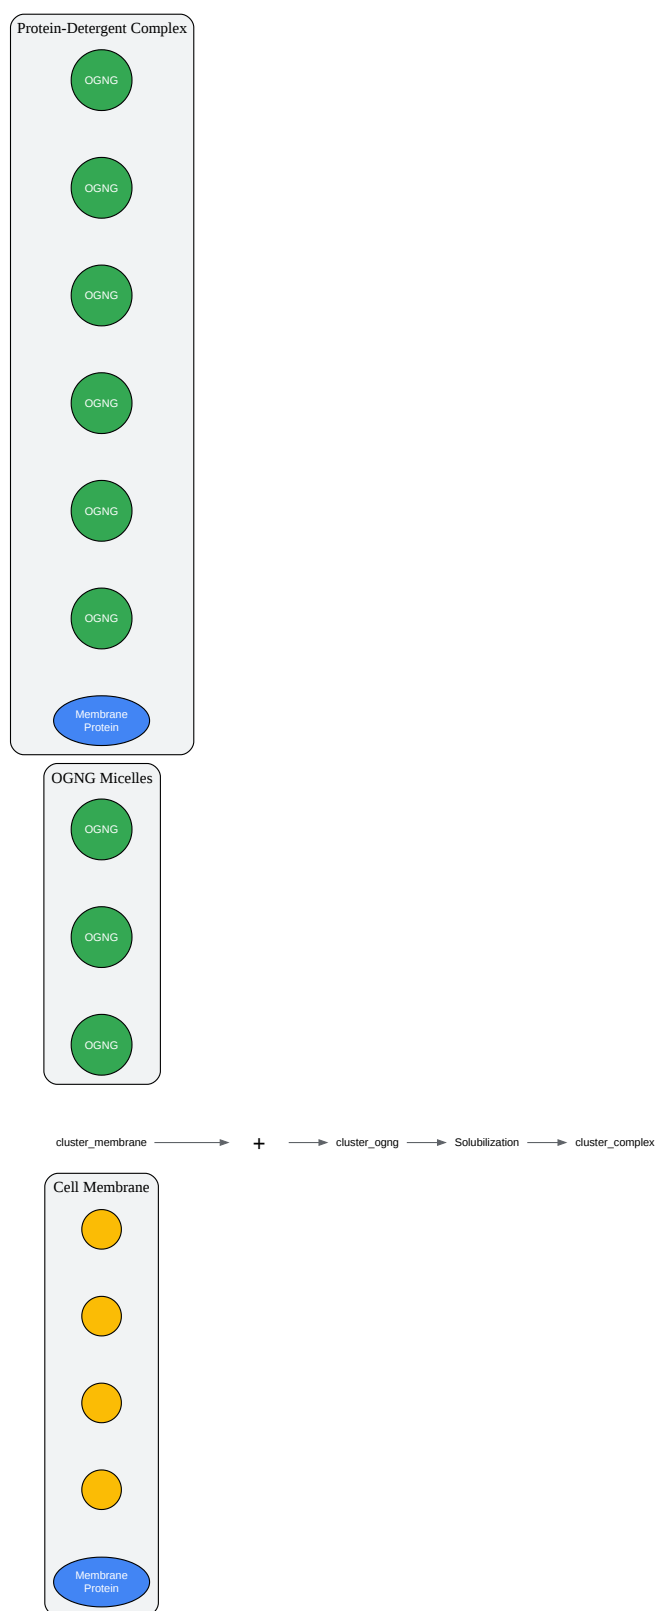 Protein-Detergent Complex
OGNG
OGNG
OGNG
OGNG
OGNG
OGNG
Membrane
Protein
OGNG Micelles
OGNG
OGNG
OGNG
cluster_membrane + cluster_ogng Solubilization cluster_complex
Cell Membrane
Membrane
Protein